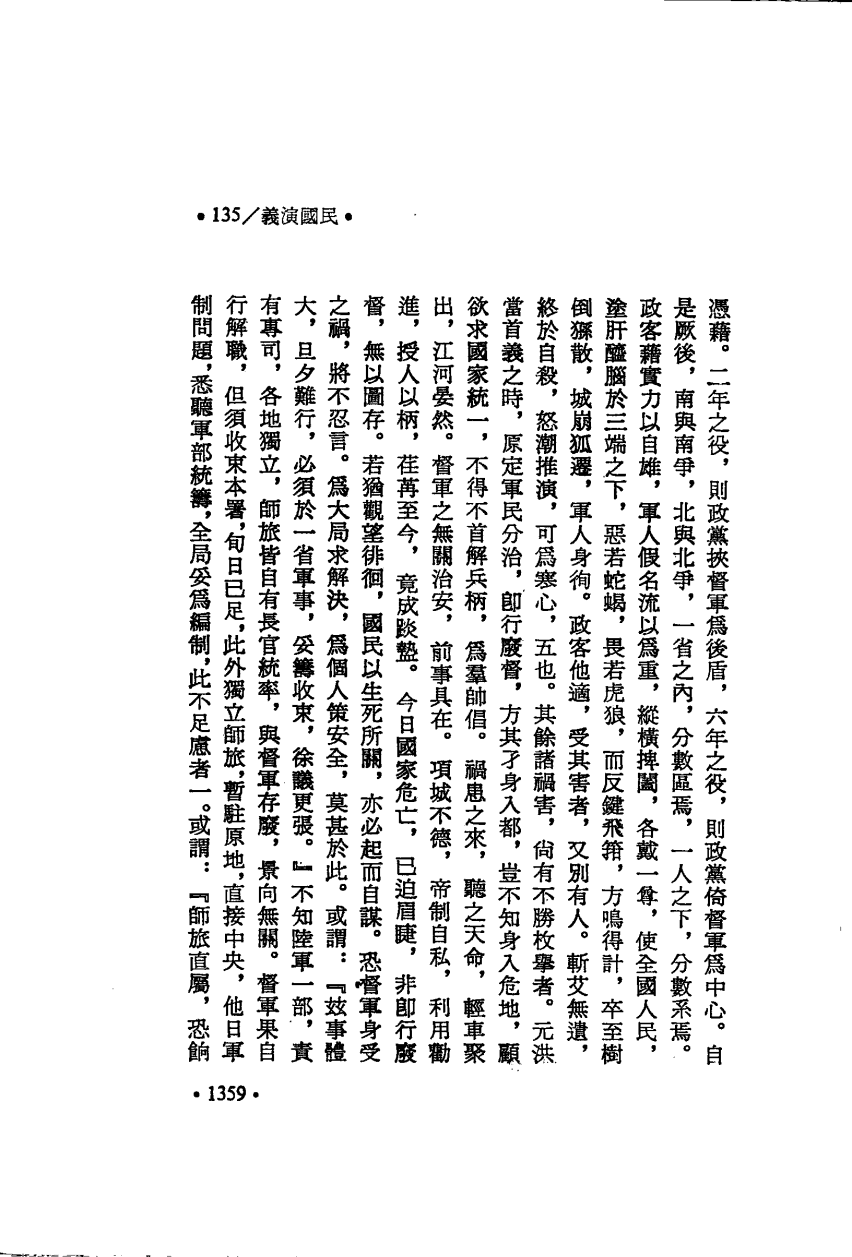 •135／義演國民•
憑藉。二年之役，則政黨挾督軍爲後盾，六年之役，則政黨倚督軍爲中心。自
是厥後，南與南爭，北與北爭，一省之內，分數區焉，一人之下，分數系焉。
政客藉實力以自雄，軍人假名流以爲重，縱橫捭闔，各戴一尊，使全國人民，
塗肝醢腦於三端之下，惡若蛇蝎，畏若虎狼，而反鍵飛箝，方鳴得計，卒至樹
倒猴散，城崩狐遷，軍人身徇。政客他適，受其害者，又別有人。斬艾無遺，
終於自殺，怒潮推演，可爲寒心，五也。其餘諸禍害，尙有不勝枚擧者。元洪
當首義之時，原定軍民分治，卽行廢督，方其孑身入都，豈不知身入危地，顧
欲求國家統一，不得不首解兵柄，爲羣帥倡。禍患之來，聽之天命，輕車聚
出，江河晏然。督軍之無關治安，前事具在。項城不德，帝制自私，利用勸
進，授人以柄，荏苒至今，竟成跋蟄。今日國家危亡，已迫眉睫，非卽行廢
督，無以圖存。若猶觀望徘徊，國民以生死所關，亦必起而自謀。恐督軍身受
之禍，將不忍言。爲大局求解決，爲個人策安全，莫甚於此。或謂：『玆事體
大，旦夕難行，必須於一省軍事，妥籌收束，徐議更張。』不知陸軍一部，責
有專司，各地獨立，師旅皆自有長官統率，與督軍存廢，景向無關。督軍果自
行解職，但須收束本署，旬日已足，此外獨立師旅，暫駐原地，直接中央，他日軍
制問題，悉聽軍部統籌，全局妥爲編制，此不足慮者一。或謂：『師旅直屬，恐餉
•1359•